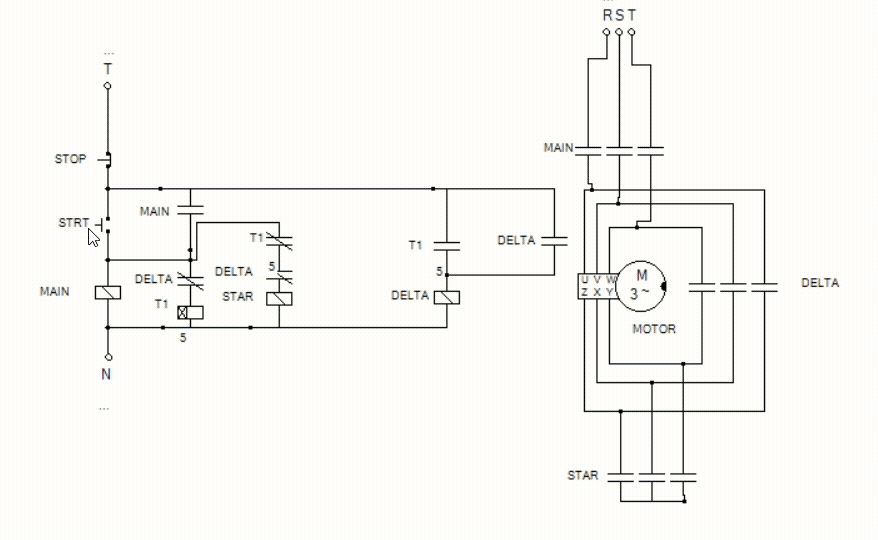 R S T
T
STOP
MAIN
MAIN
STRT
T1
T1
DELTA
5
5
DELTA
DELTA
M
3 ~
U V W
Z X Y
DELTA
MAIN
T1
STAR
DELTA
MOTOR
5
N
STAR